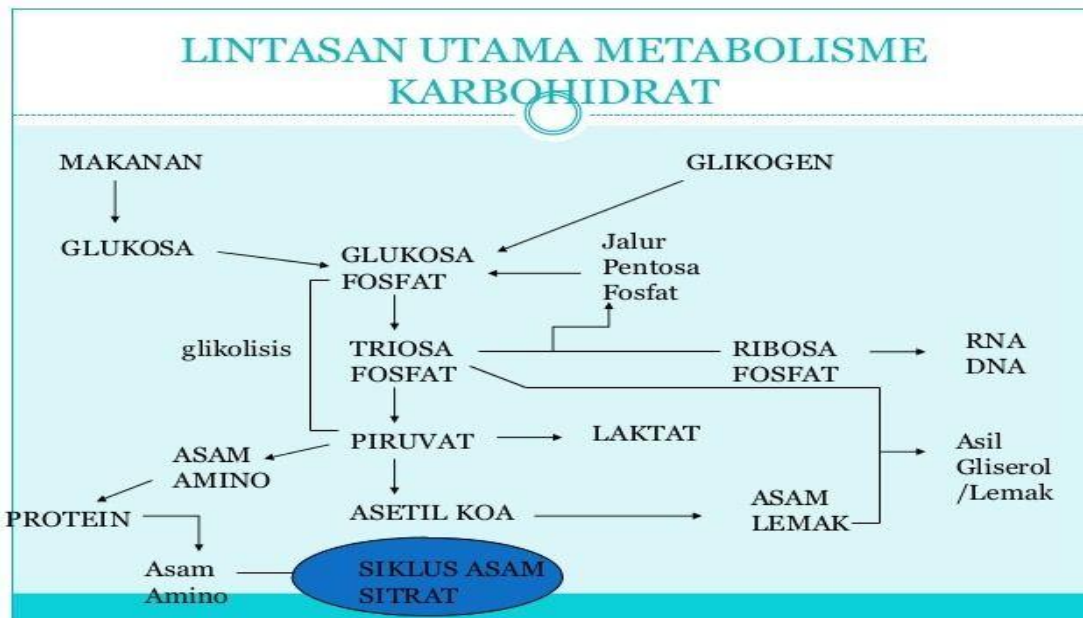 LINTASAN UTAMA METABOLISME
KARBOHIDRAT
MAKANAN
GLIKOGEN
GLUKOSA
GLUKOSA
FOSFAT
Jalur
Pentosa
Fosfat
glikolisis
TRIOSA
FOSFAT
RIBOSA
FOSFAT
RNA
DNA
PIRUVAT
LAKTAT
ASAM
AMINO
Asil
Gliserol
/Lemak
PROTEIN
ASETIL KOA
ASAM
LEMAK
Asam
Amino
SIKLUS ASAM
SITRAT